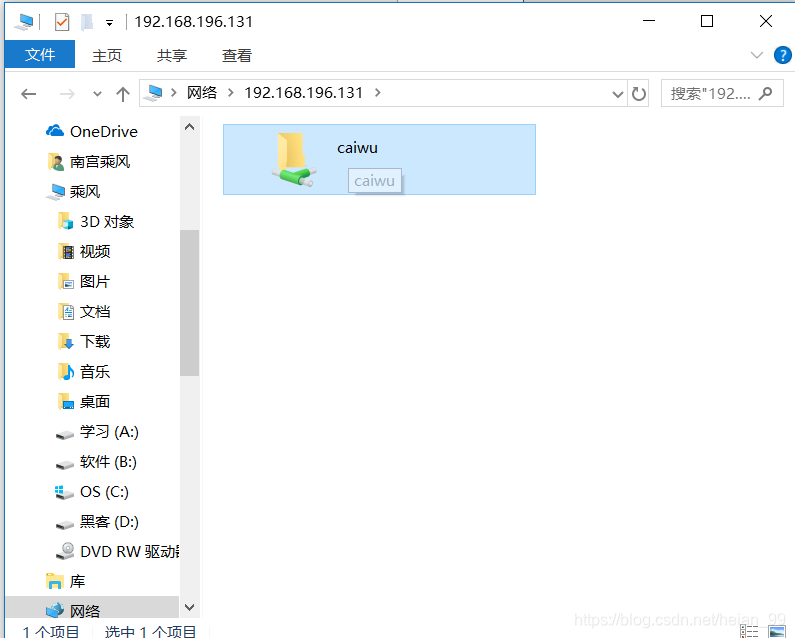 192.168.196.131
文件 主页 共享 查看
网络 192.168.196.131 搜索"192....
OneDrive
南宫乘风
乘风
3D 对象
视频
图片
文档
下载
音乐
桌面
学习 (A:)
软件 (B:)
OS (C:)
黑客 (D:)
DVD RW 驱动器
库
网络
caiwu
caiwu
1 个项目 选中 1 个项目
https://blog.csdn.net/heian_99